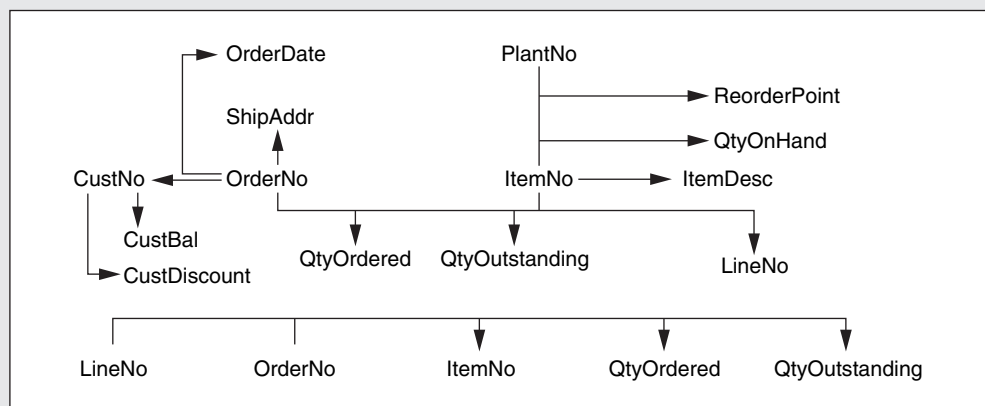 OrderDate
PlantNo
ReorderPoint
ShipAddr
QtyOnHand
CustNo
OrderNo
ItemNo
ItemDesc
CustBal
QtyOrdered
QtyOutstanding
LineNo
CustDiscount
LineNo
OrderNo
ItemNo
QtyOrdered
QtyOutstanding